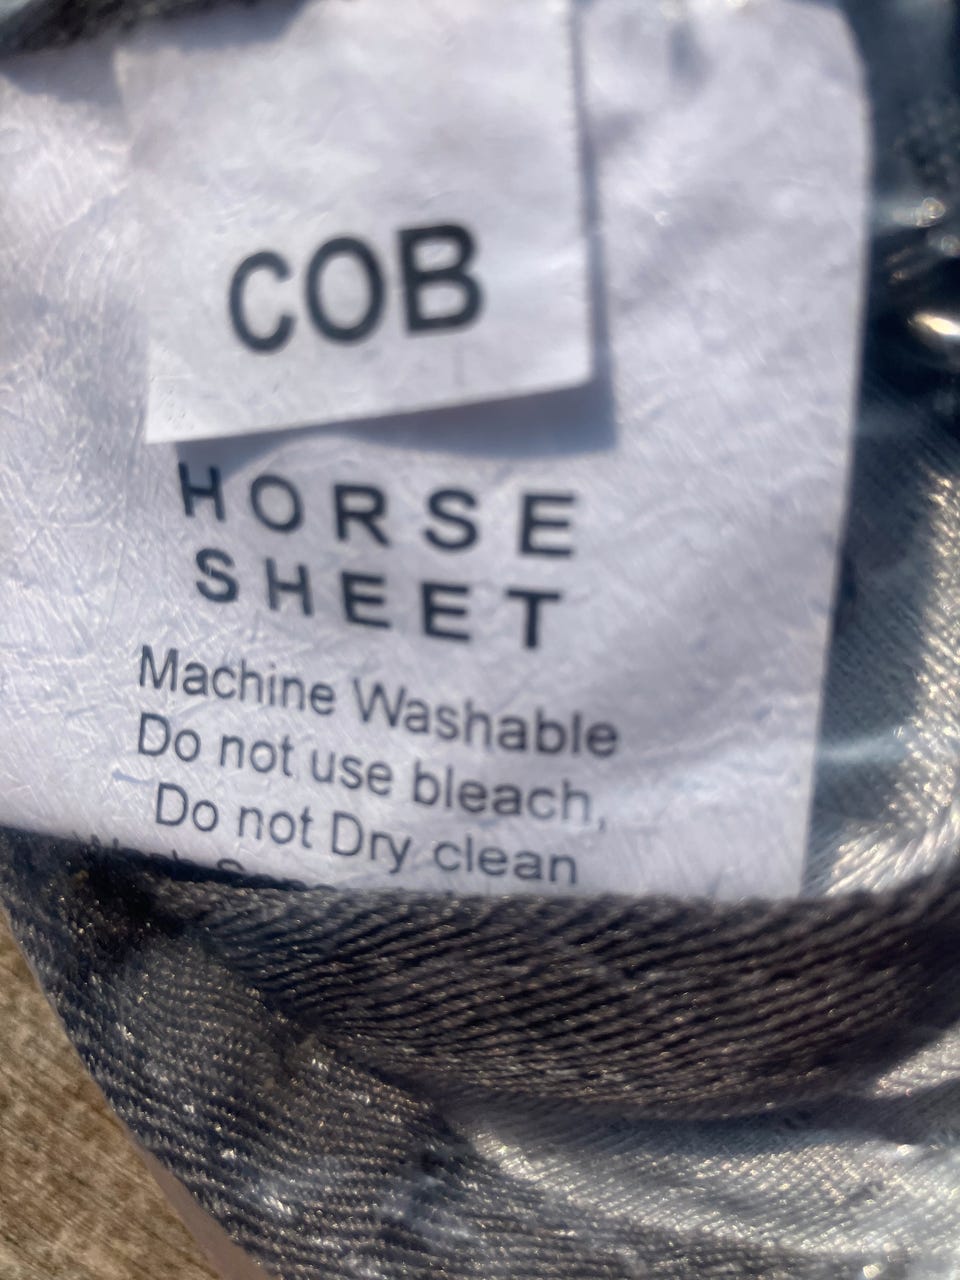 COB
HORSE
SHEET
Machine Washable
Do not use bleach,
Do not Dry clean